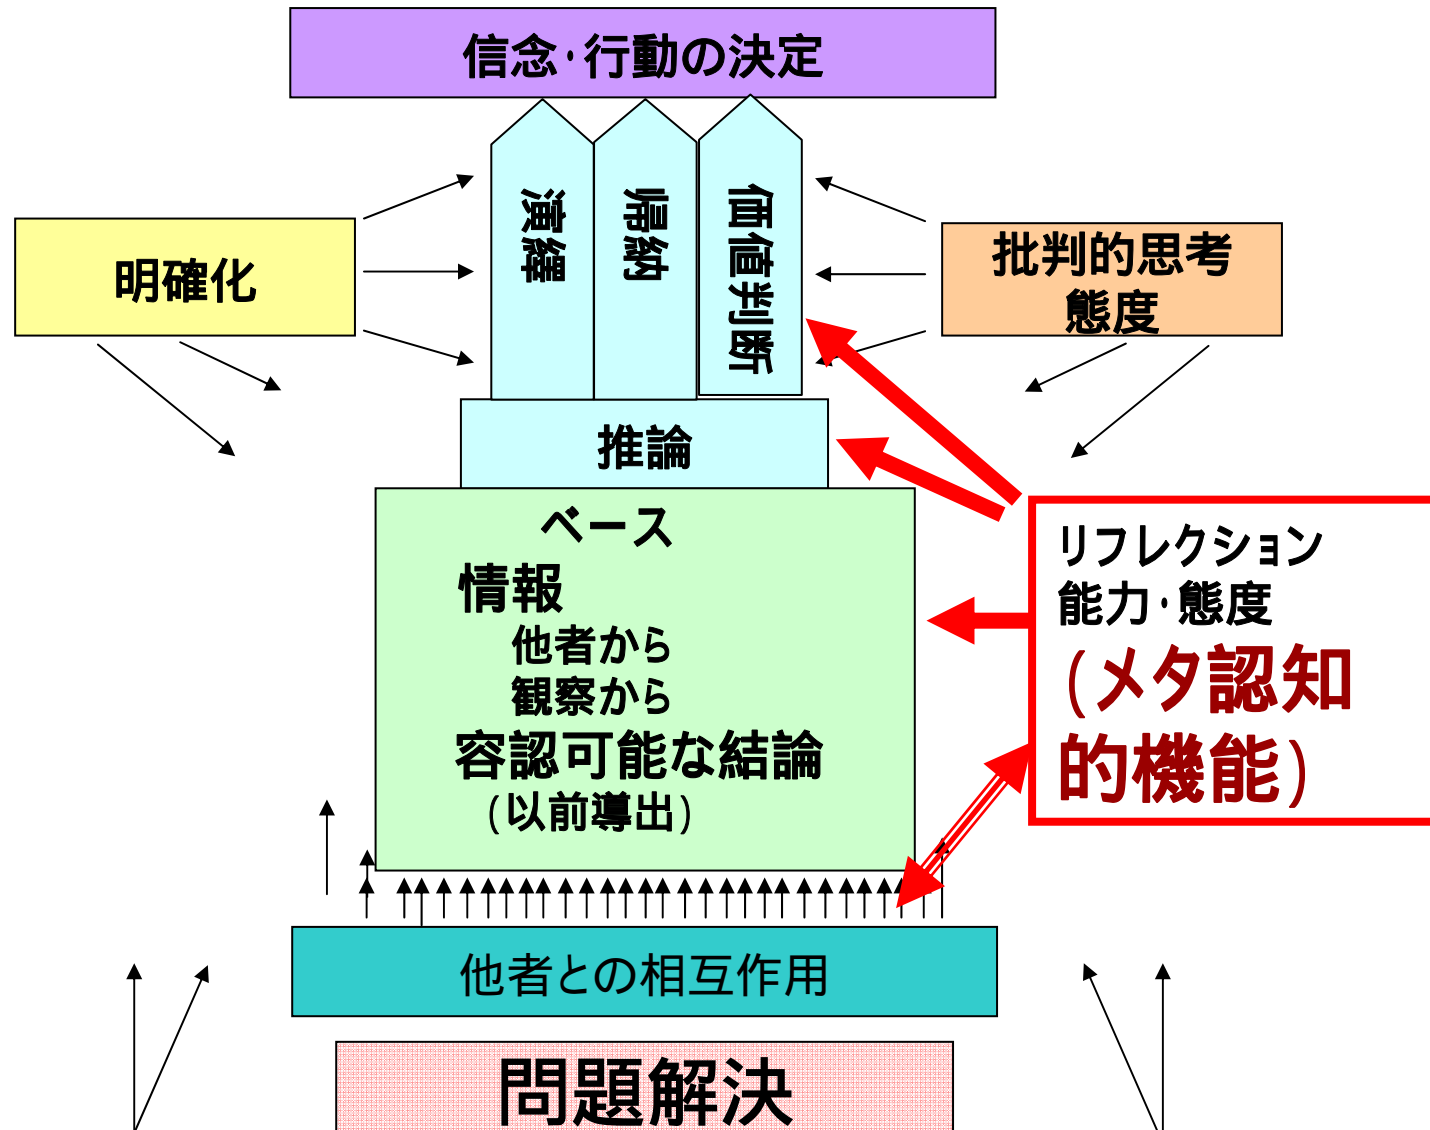 信念・行動の決定
演繹
帰納
価値判断
明確化
批判的思考
態度
推論
ベース
情報
他者から
観察から
容認可能な結論
(以前導出)
リフレクション
能力・態度
(メタ認知
的機能)
他者との相互作用
問題解決